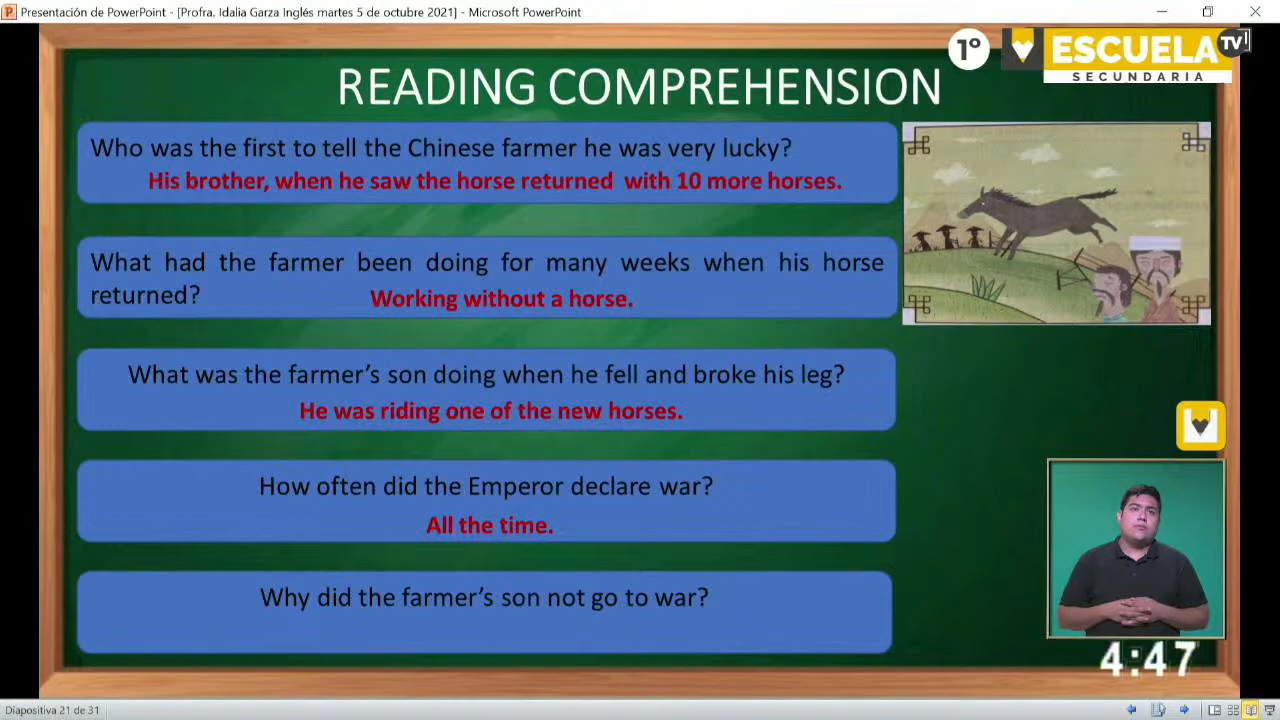 Presentación de PowerPoint - [Profra. Idalia Garza Inglés martes 5 de octubre 2021] - Microsoft PowerPoint
1°
ESCUELA TV
SECUNDARIA
READING COMPREHENSION
Who was the first to tell the Chinese farmer he was very lucky?
His brother, when he saw the horse returned with 10 more horses.
What had the farmer been doing for many weeks when his horse
returned?
Working without a horse.
What was the farmer's son doing when he fell and broke his leg?
He was riding one of the new horses.
How often did the Emperor declare war?
All the time.
Why did the farmer's son not go to war?
4:47
Diapositiva 21 de 31